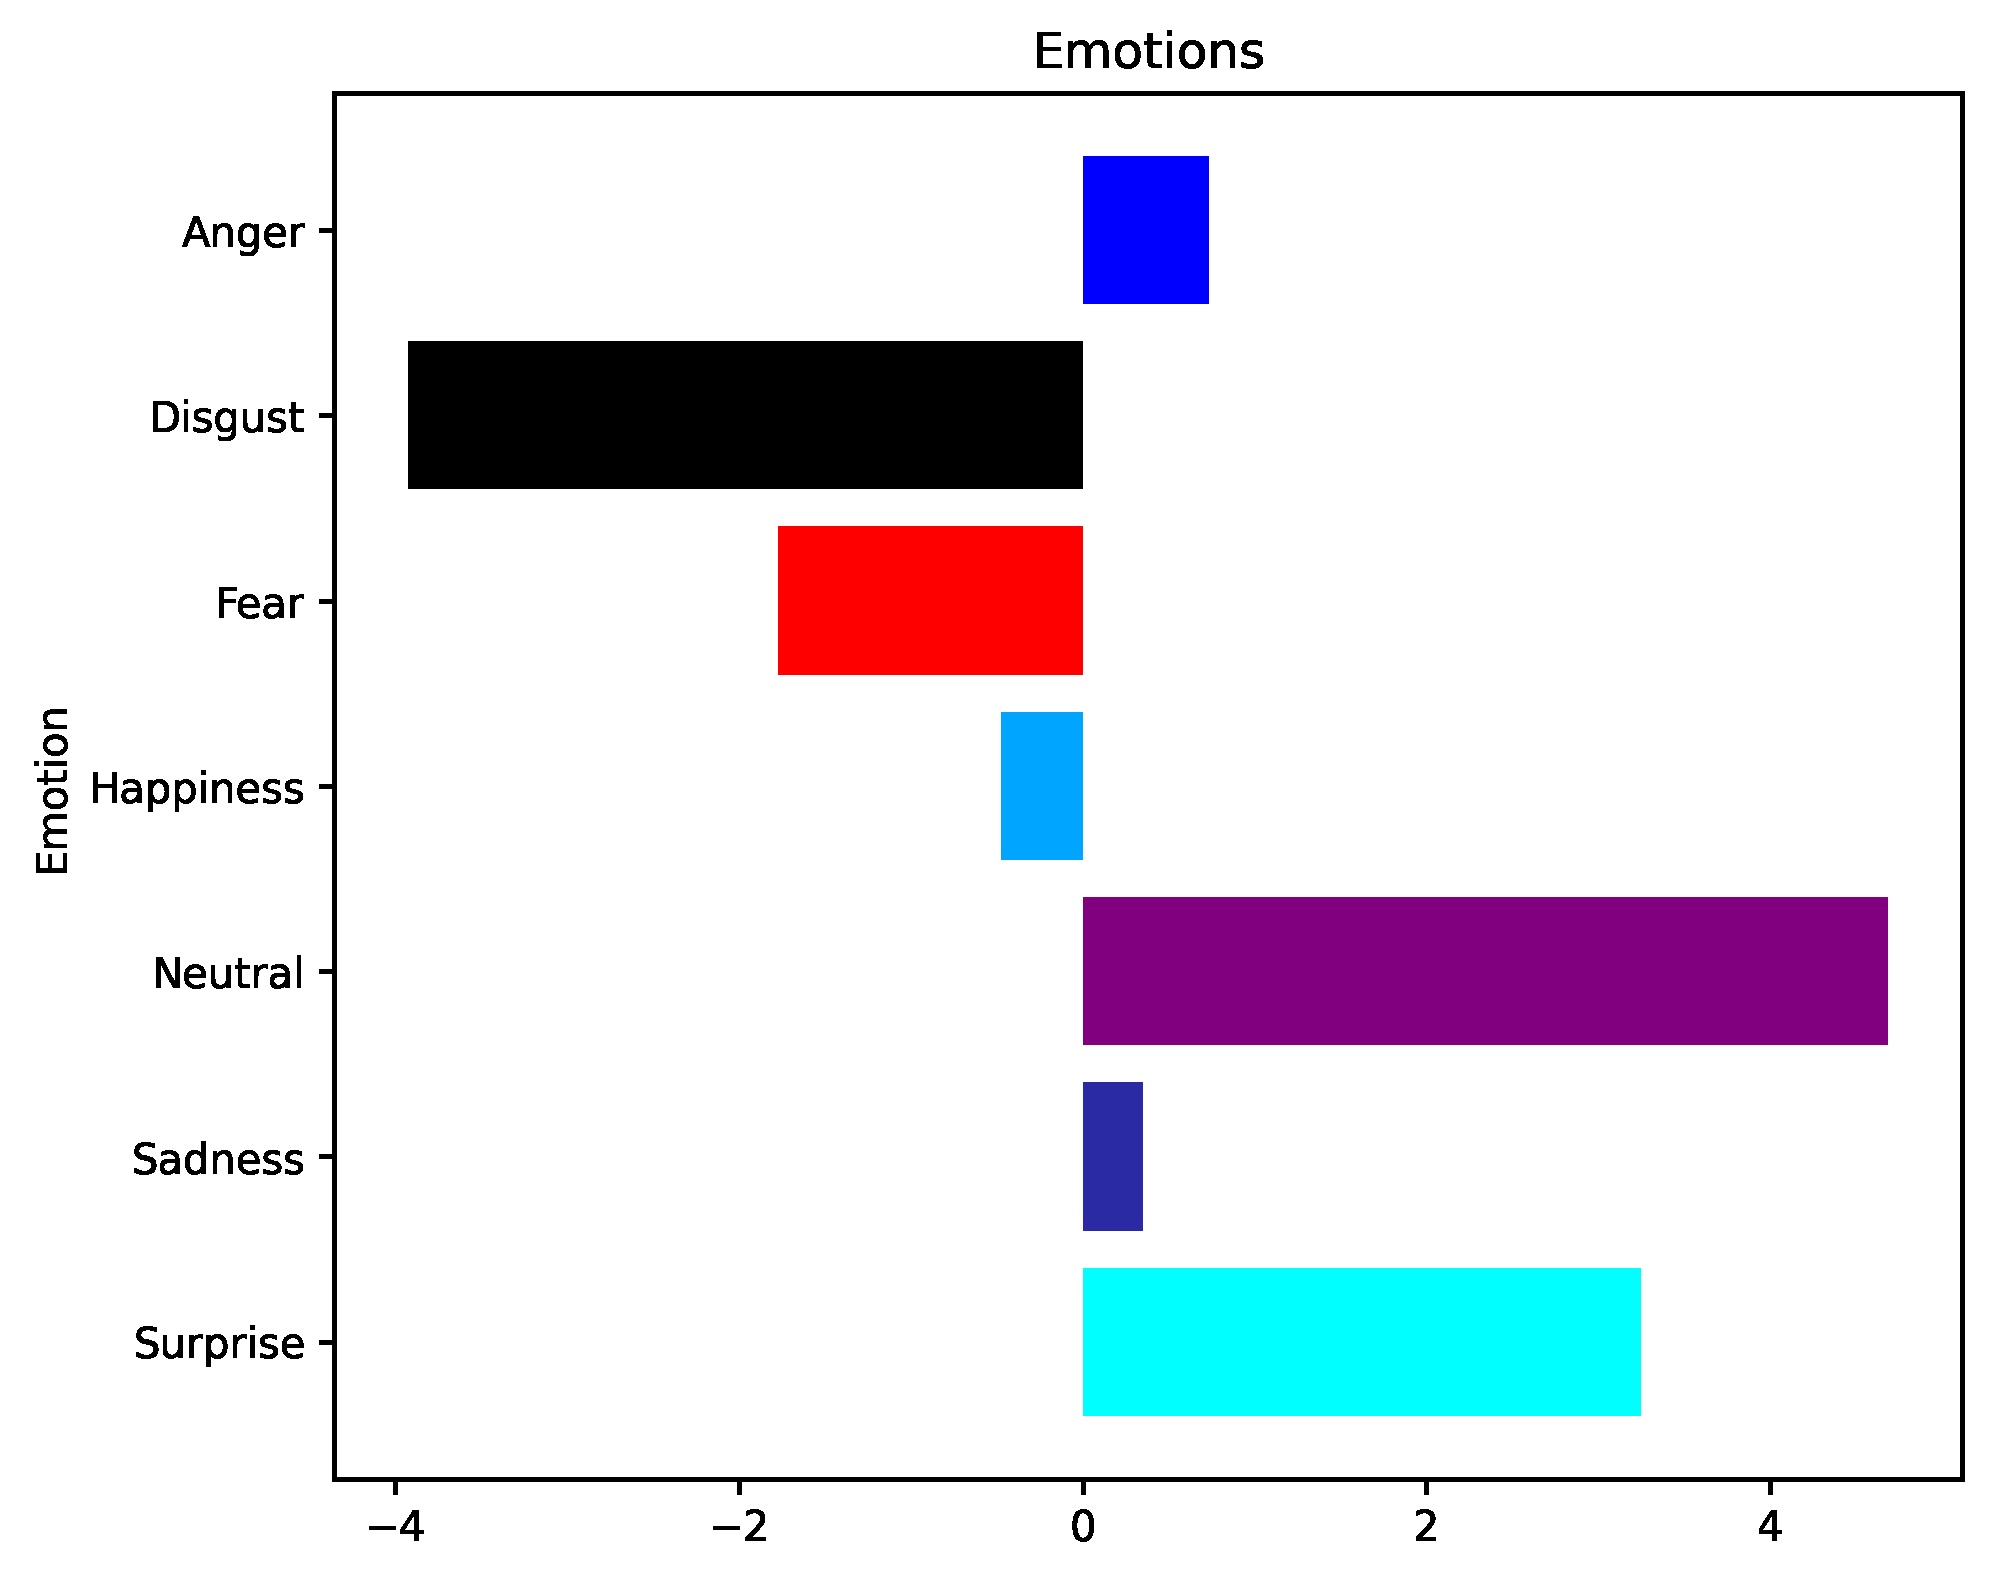 Emotions
Anger
Disgust
Fear
Happiness
Neutral
Sadness
Surprise
Emotion
−4
−2
0
2
4